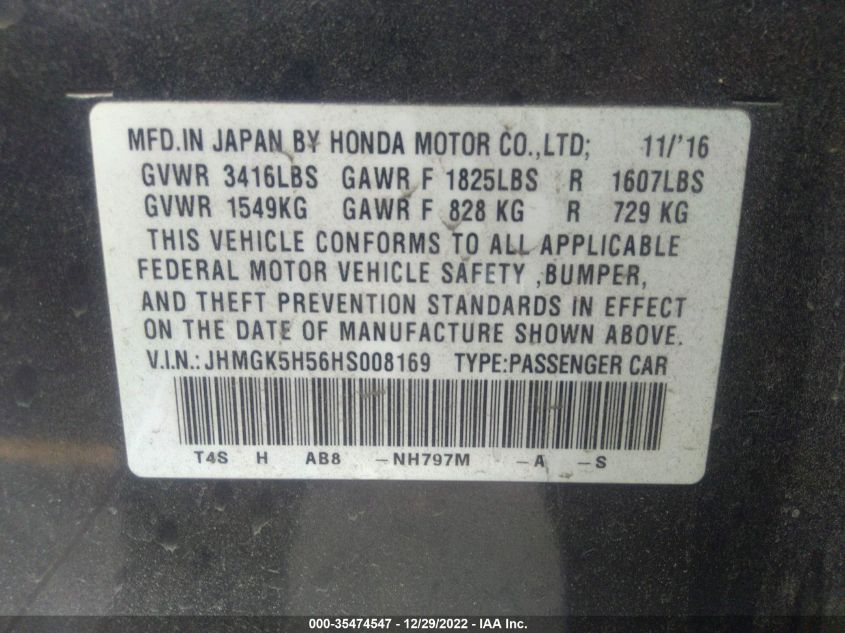 MFD.IN JAPAN BY HONDA MOTOR CO.,LTD; 11/'16
GVWR 3416LBS GAWR F 1825LBS R 1607LBS
GVWR 1549KG GAWR F 828 KG R 729 KG
THIS VEHICLE CONFORMS TO ALL APPLICABLE
FEDERAL MOTOR VEHICLE SAFETY ,BUMPER,
AND THEFT PREVENTION STANDARDS IN EFFECT
ON THE DATE OF MANUFACTURE SHOWN ABOVE.
V.I.N.:JHMGK5H56HS008169 TYPE:PASSENGER CAR
T4S H AB8 -NH797M -A -S
000-35474547 - 12/29/2022 - IAA Inc.